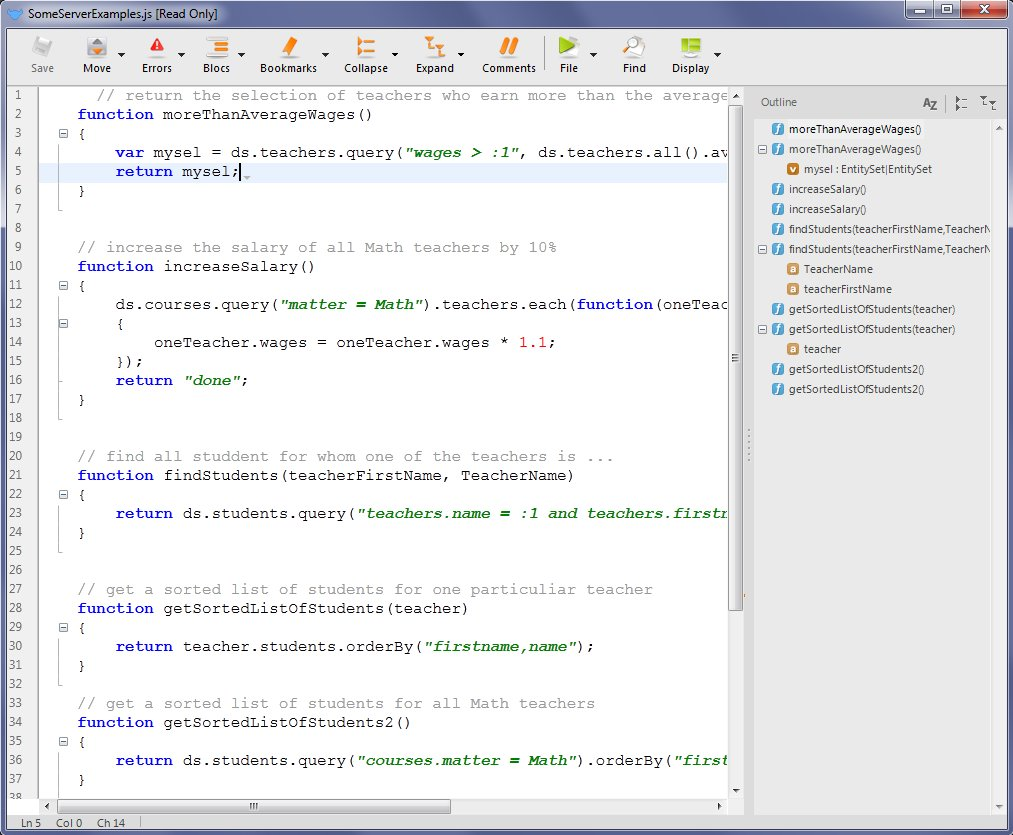 SomeServerExamples.js [Read Only]
Save Move Errors Blocs Bookmarks Collapse Expand Comments File Find Display
1 // return the selection of teachers who earn more than the average
2 function moreThanAverageWages()
3 {
4 var mysel = ds.teachers.query("wages > :1", ds.teachers.all().av
5 return mysel;
6 }
7
8
9 // increase the salary of all Math teachers by 10%
10 function increaseSalary()
11 {
12 ds.courses.query("matter = Math").teachers.each(function(oneTeac
13 {
14 oneTeacher.wages = oneTeacher.wages * 1.1;
15 });
16 return "done";
17 }
18
19
20 // find all studdent for whom one of the teachers is ...
21 function findStudents(teacherFirstName, TeacherName)
22 {
23 return ds.students.query("teachers.name = :1 and teachers.firstn
24 }
25
26
27 // get a sorted list of students for one particuliar teacher
28 function getSortedListOfStudents(teacher)
29 {
30 return teacher.students.orderBy("firstname,name");
31 }
32
33 // get a sorted list of students for all Math teachers
34 function getSortedListOfStudents2()
35 {
36 return ds.students.query("courses.matter = Math").orderBy("first
37 }
38
Outline AZ
f moreThanAverageWages()
f moreThanAverageWages()
v mysel : EntitySet|EntitySet
f increaseSalary()
f increaseSalary()
f findStudents(teacherFirstName,TeacherN
f findStudents(teacherFirstName,TeacherN
a TeacherName
a teacherFirstName
f getSortedListOfStudents(teacher)
f getSortedListOfStudents(teacher)
a teacher
f getSortedListOfStudents2()
f getSortedListOfStudents2()
Ln 5 Col 0 Ch 14